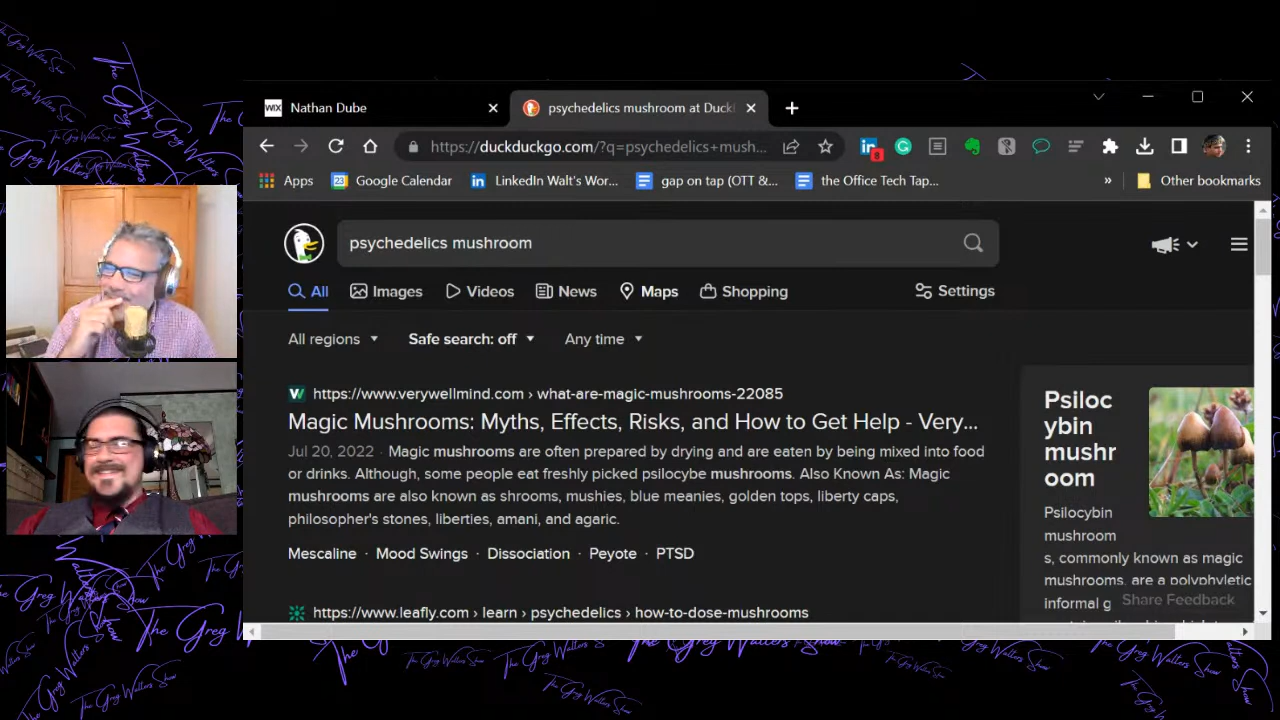 The Greg Walters Show
WIX Nathan Dube
psychedelics mushroom at Duck
https://duckduckgo.com/?q=psychedelics+mush...
8
Apps
23 Google Calendar
LinkedIn Walt's Wor...
gap on tap (OTT &...
the Office Tech Tap...
»
Other bookmarks
psychedelics mushroom
All Images Videos News Maps Shopping Settings
All regions Safe search: off Any time
https://www.verywellmind.com › what-are-magic-mushrooms-22085
Magic Mushrooms: Myths, Effects, Risks, and How to Get Help - Very...
Jul 20, 2022 · Magic mushrooms are often prepared by drying and are eaten by being mixed into food
or drinks. Although, some people eat freshly picked psilocybe mushrooms. Also Known As: Magic
mushrooms are also known as shrooms, mushies, blue meanies, golden tops, liberty caps,
philosopher's stones, liberties, amani, and agaric.
Mescaline · Mood Swings · Dissociation · Peyote · PTSD
https://www.leafly.com › learn › psychedelics › how-to-dose-mushrooms
Psiloc
ybin
mushr
oom
Psilocybin
mushroom
s, commonly known as magic
mushrooms, are a polyphyletic
informal g
Share Feedback